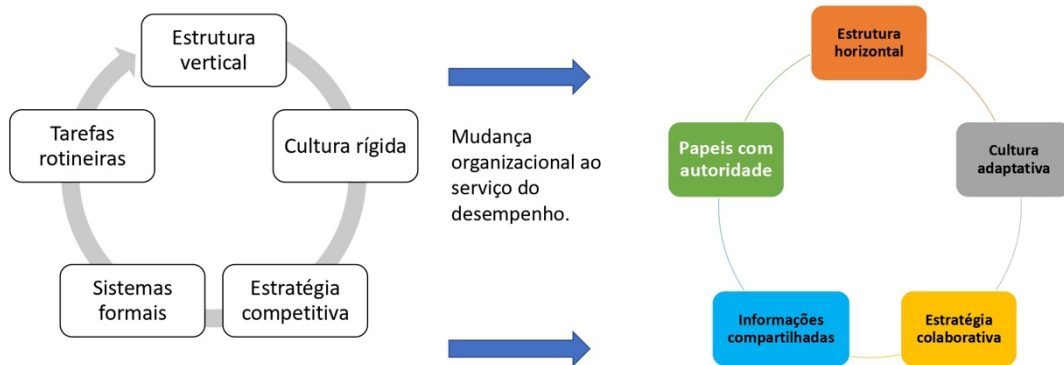 Estrutura
vertical
Cultura rígida
Estratégia
competitiva
Sistemas
formais
Tarefas
rotineiras
Mudança
organizacional ao
serviço do
desempenho.
Estrutura
horizontal
Cultura
adaptativa
Estratégia
colaborativa
Informações
compartilhadas
Papeis com
autoridade